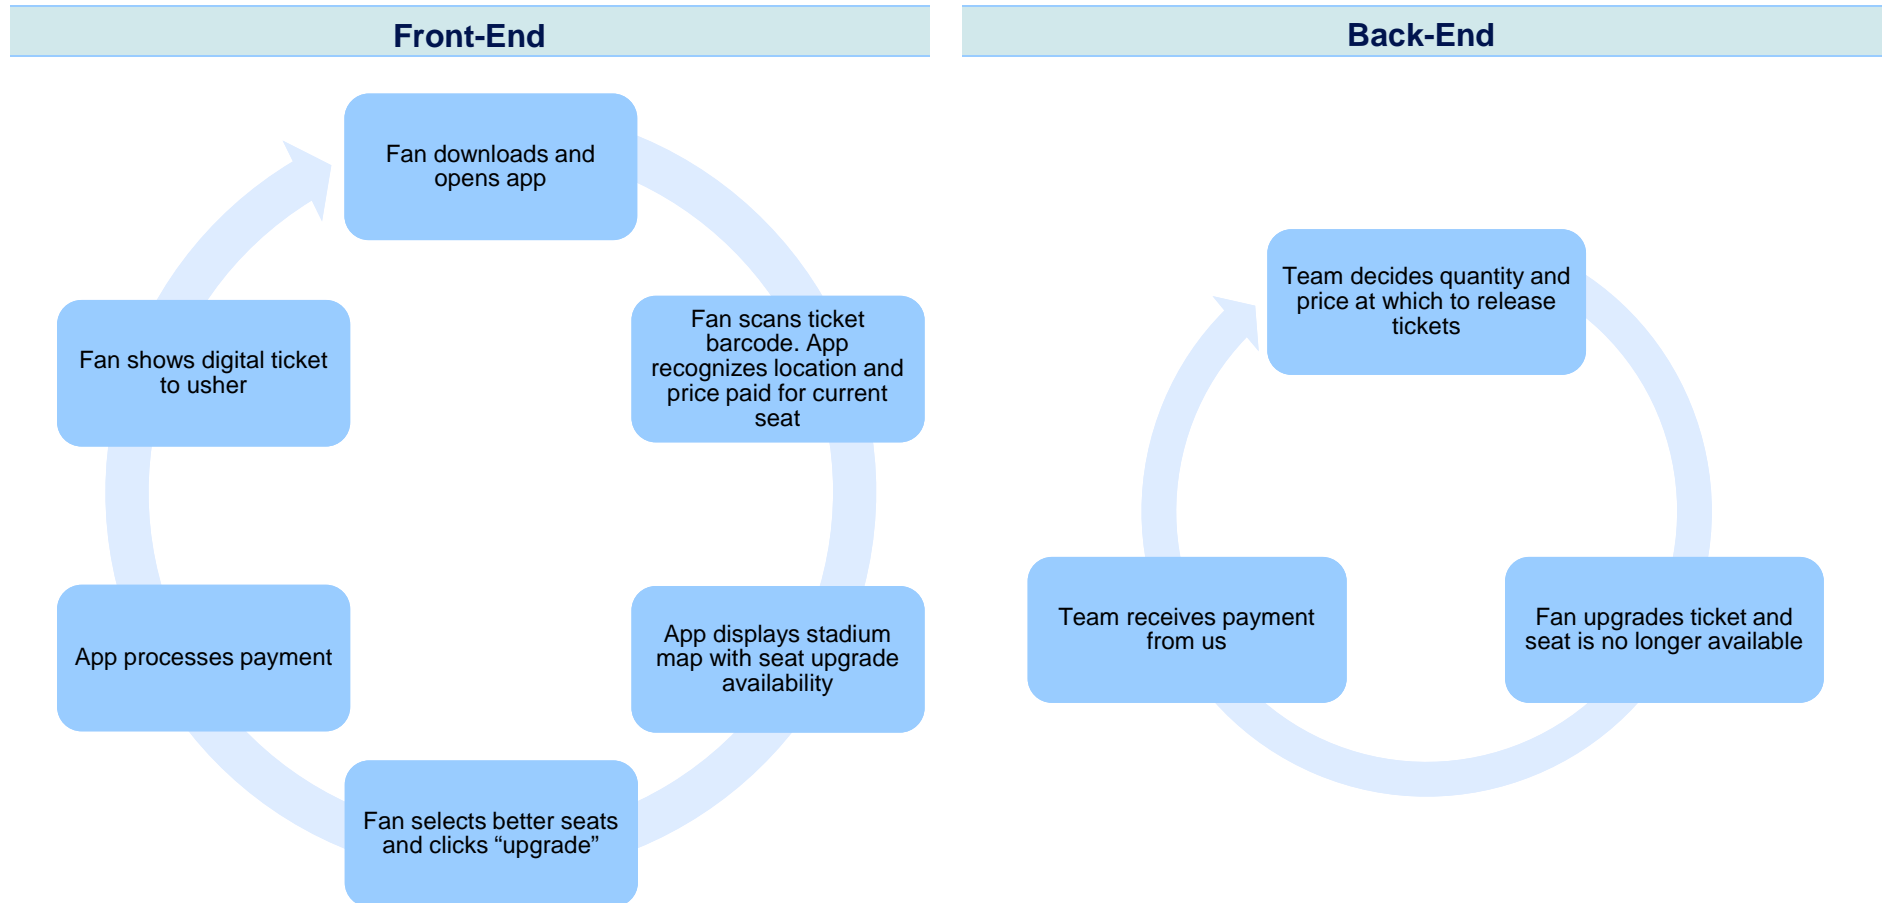 Front-End
Fan downloads and
opens app
Fan scans ticket
barcode. App
recognizes location and
price paid for current
seat
App displays stadium
map with seat upgrade
availability
Fan selects better seats
and clicks “upgrade”
App processes payment
Fan shows digital ticket
to usher
Back-End
Team decides quantity and
price at which to release
tickets
Fan upgrades ticket and
seat is no longer available
Team receives payment
from us